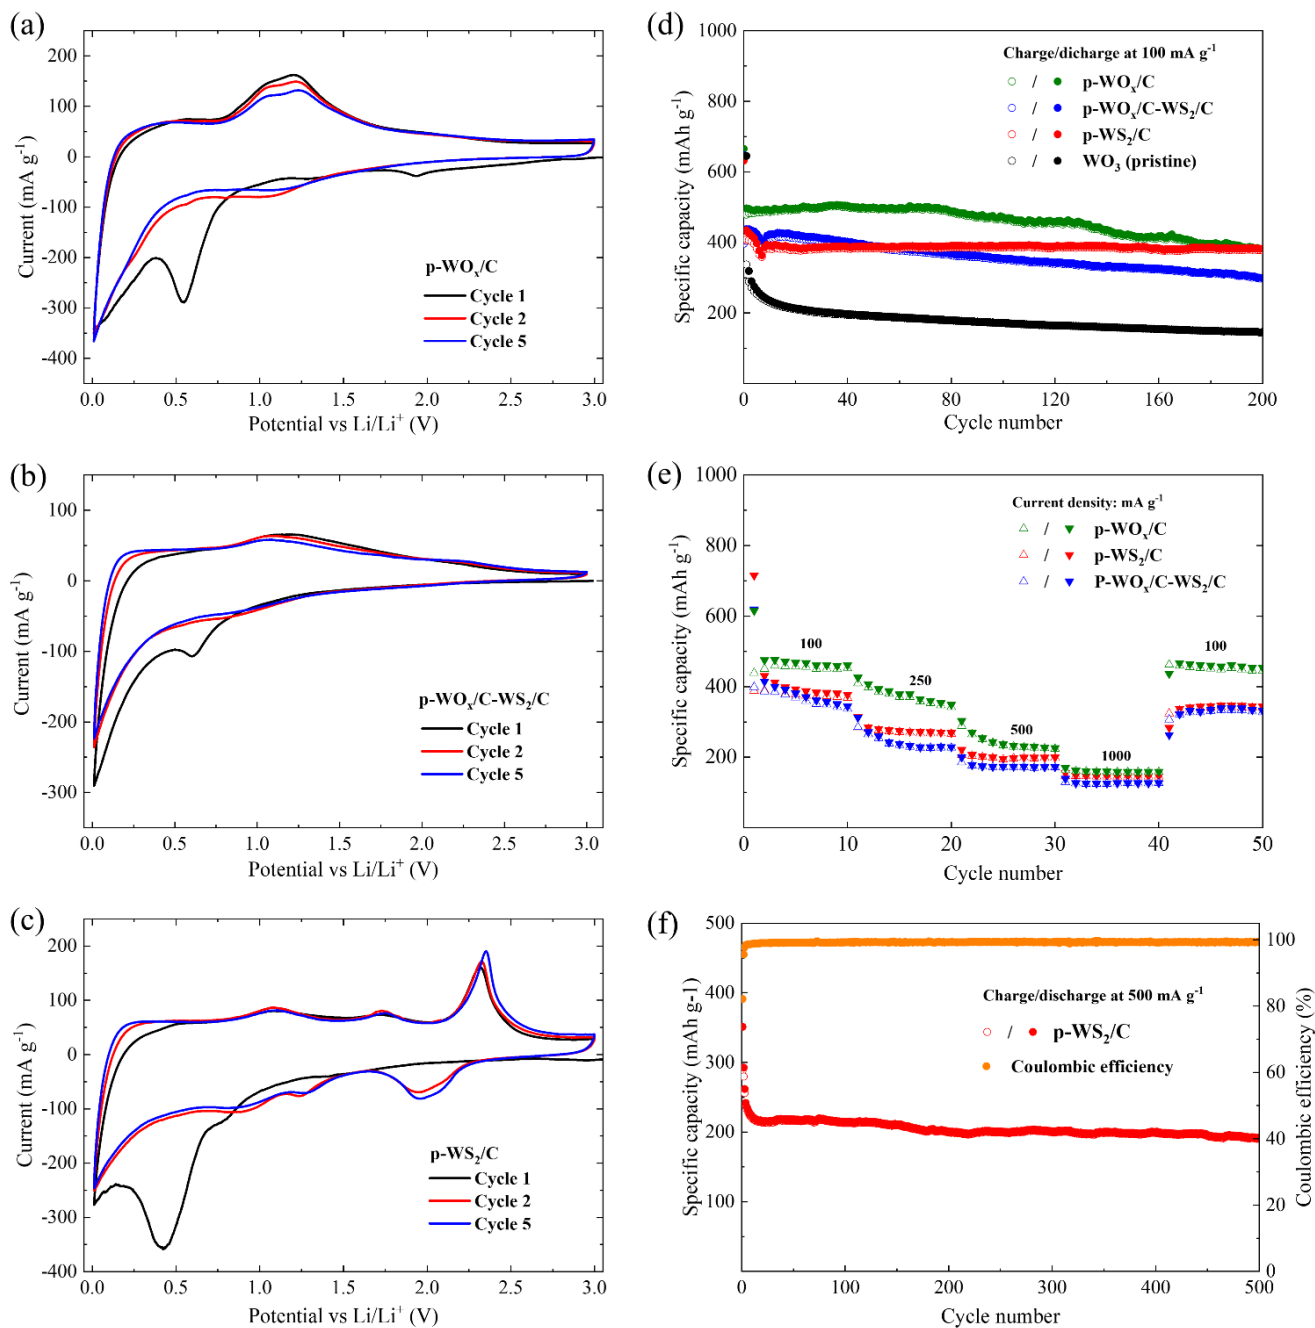 (a)
200
100
0
-100
-200
-300
-400
Current (mA g⁻¹)
p-WOₓ/C
Cycle 1
Cycle 2
Cycle 5
0.0 0.5 1.0 1.5 2.0 2.5 3.0
Potential vs Li/Li⁺ (V)
(b)
100
0
-100
-200
-300
Current (mA g⁻¹)
p-WOₓ/C-WS₂/C
Cycle 1
Cycle 2
Cycle 5
0.0 0.5 1.0 1.5 2.0 2.5 3.0
Potential vs Li/Li⁺ (V)
(c)
200
100
0
-100
-200
-300
-400
Current (mA g⁻¹)
p-WS₂/C
Cycle 1
Cycle 2
Cycle 5
0.0 0.5 1.0 1.5 2.0 2.5 3.0
Potential vs Li/Li⁺ (V)
(d)
1000
800
600
400
200
0
Specific capacity (mAh g⁻¹)
Charge/dicharge at 100 mA g⁻¹
/ p-WOₓ/C
/ p-WOₓ/C-WS₂/C
/ p-WS₂/C
/ WO₃ (pristine)
0 40 80 120 160 200
Cycle number
(e)
1000
800
600
400
200
0
Specific capacity (mAh g⁻¹)
Current density: mA g⁻¹
/ p-WOₓ/C
/ p-WS₂/C
/ P-WOₓ/C-WS₂/C
100
250
500
1000
100
0 10 20 30 40 50
Cycle number
(f)
500
400
300
200
100
Specific capacity (mAh g-1)
Charge/discharge at 500 mA g⁻¹
/ p-WS₂/C
Coulombic efficiency
100
80
60
40
20
0
Coulombic efficiency (%)
0 100 200 300 400 500
Cycle number